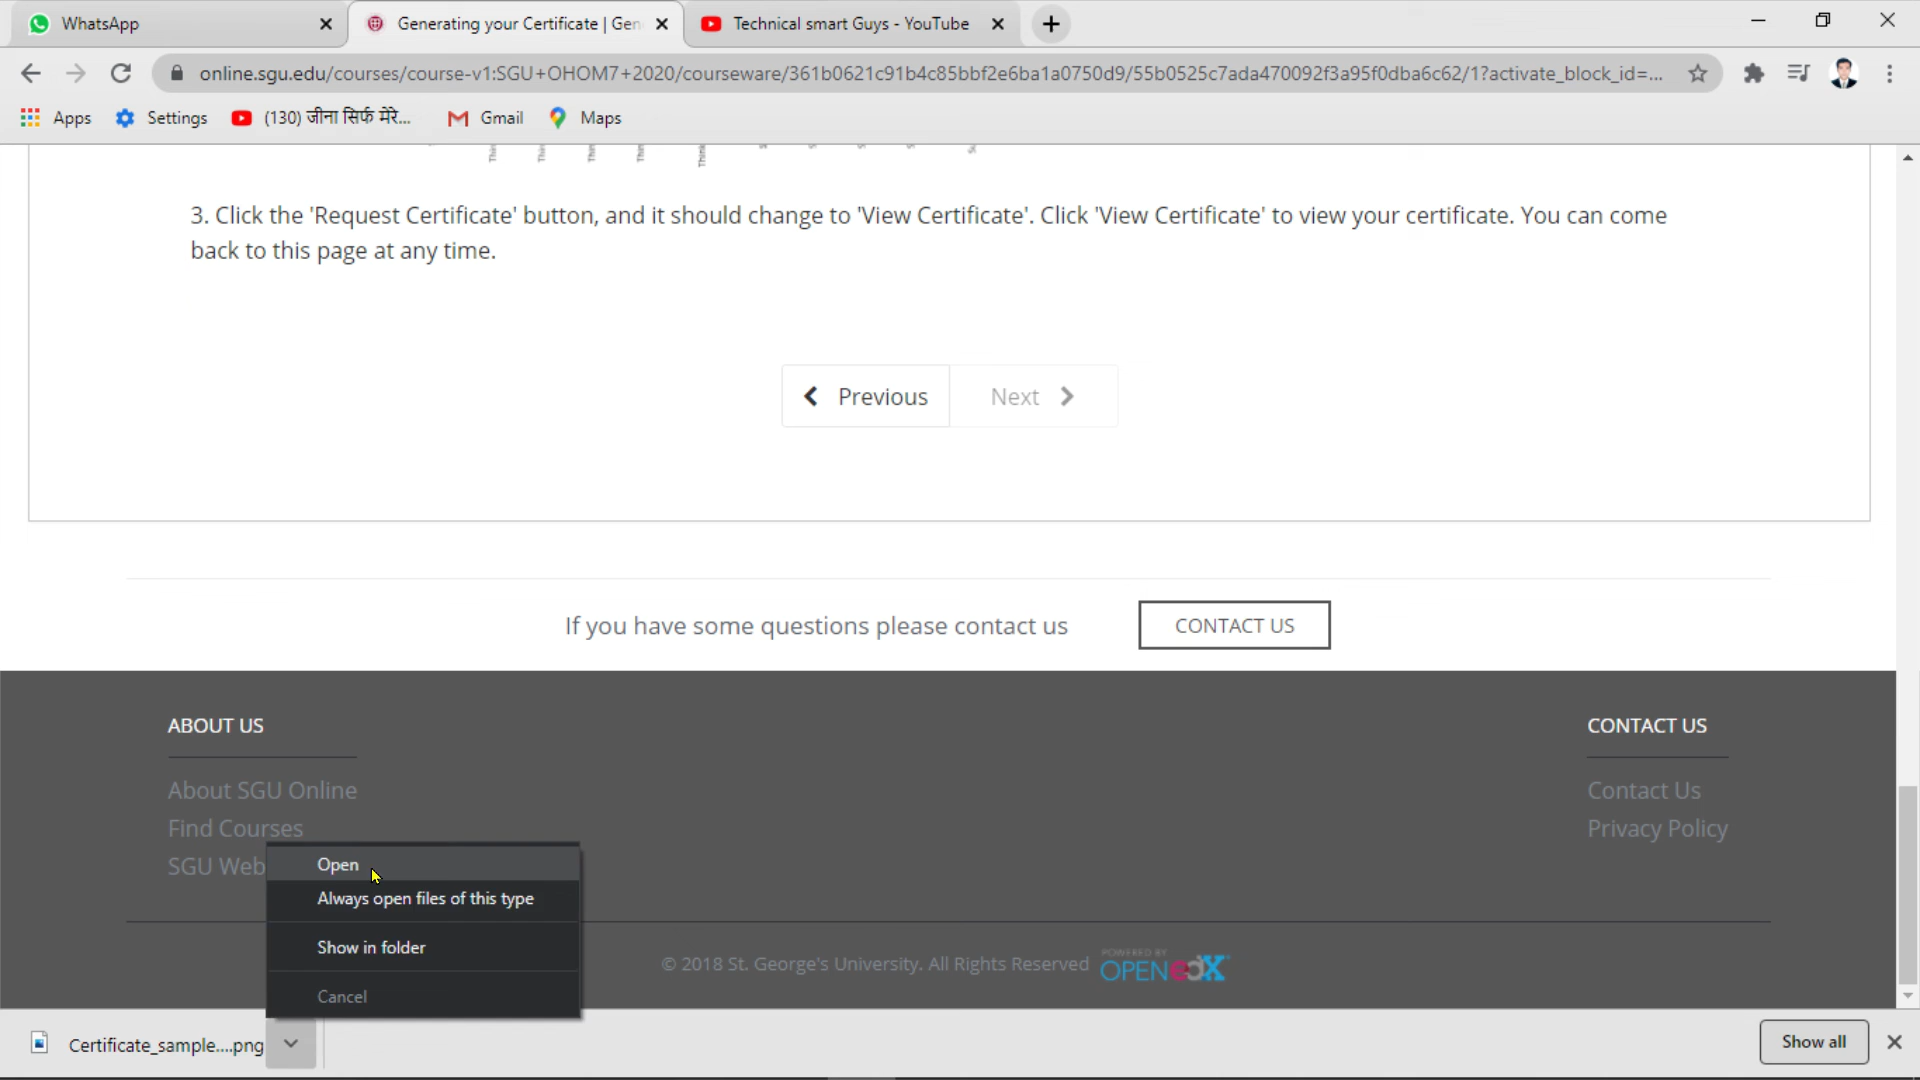 WhatsApp
Generating your Certificate | Gen
Technical smart Guys - YouTube
online.sgu.edu/courses/course-v1:SGU+OHOM7+2020/courseware/361b0621c91b4c85bbf2e6ba1a0750d9/55b0525c7ada470092f3a95f0dba6c62/1?activate_block_id=...
Apps
Settings
(130) जीना सिर्फ मेरे...
Gmail
Maps
3. Click the 'Request Certificate' button, and it should change to 'View Certificate'. Click 'View Certificate' to view your certificate. You can come
back to this page at any time.
Previous
Next
If you have some questions please contact us
CONTACT US
ABOUT US
CONTACT US
About SGU Online
Contact Us
Find Courses
Privacy Policy
SGU Web
Open
Always open files of this type
Show in folder
Cancel
© 2018 St. George's University. All Rights Reserved
POWERED BY
OPEN edX
Certificate_sample....png
Show all